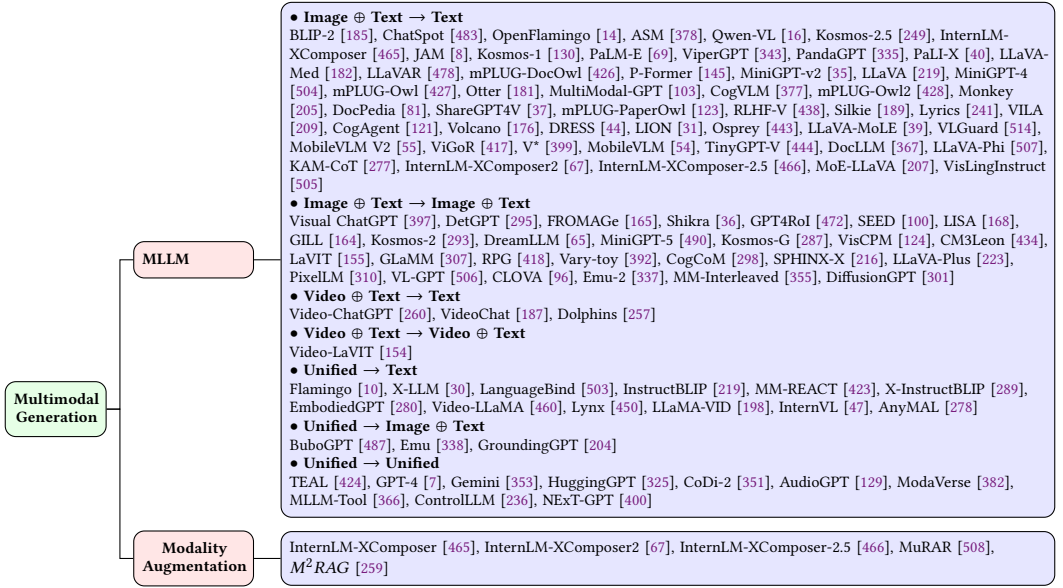 ● Image ⊕ Text → Text
BLIP-2 [185], ChatSpot [483], OpenFlamingo [14], ASM [378], Qwen-VL [16], Kosmos-2.5 [249], InternLM-
XComposer [465], JAM [8], Kosmos-1 [130], PaLM-E [69], ViperGPT [343], PandaGPT [335], PaLI-X [40], LLaVA-
Med [182], LLaVAR [478], mPLUG-DocOwl [426], P-Former [145], MiniGPT-v2 [35], LLaVA [219], MiniGPT-4
[504], mPLUG-Owl [427], Otter [181], MultiModal-GPT [103], CogVLM [377], mPLUG-Owl2 [428], Monkey
[205], DocPedia [81], ShareGPT4V [37], mPLUG-PaperOwl [123], RLHF-V [438], Silkie [189], Lyrics [241], VILA
[209], CogAgent [121], Volcano [176], DRESS [44], LION [31], Osprey [443], LLaVA-MoLE [39], VLGuard [514],
MobileVLM V2 [55], ViGoR [417], V* [399], MobileVLM [54], TinyGPT-V [444], DocLLM [367], LLaVA-Phi [507],
KAM-CoT [277], InternLM-XComposer2 [67], InternLM-XComposer-2.5 [466], MoE-LLaVA [207], VisLingInstruct
[505]
● Image ⊕ Text → Image ⊕ Text
Visual ChatGPT [397], DetGPT [295], FROMAGe [165], Shikra [36], GPT4RoI [472], SEED [100], LISA [168],
GILL [164], Kosmos-2 [293], DreamLLM [65], MiniGPT-5 [490], Kosmos-G [287], VisCPM [124], CM3Leon [434],
LaVIT [155], GLaMM [307], RPG [418], Vary-toy [392], CogCoM [298], SPHINX-X [216], LLaVA-Plus [223],
PixelLM [310], VL-GPT [506], CLOVA [96], Emu-2 [337], MM-Interleaved [355], DiffusionGPT [301]
● Video ⊕ Text → Text
Video-ChatGPT [260], VideoChat [187], Dolphins [257]
● Video ⊕ Text → Video ⊕ Text
Video-LaVIT [154]
● Unified → Text
Flamingo [10], X-LLM [30], LanguageBind [503], InstructBLIP [219], MM-REACT [423], X-InstructBLIP [289],
EmbodiedGPT [280], Video-LLaMA [460], Lynx [450], LLaMA-VID [198], InternVL [47], AnyMAL [278]
● Unified → Image ⊕ Text
BuboGPT [487], Emu [338], GroundingGPT [204]
● Unified → Unified
TEAL [424], GPT-4 [7], Gemini [353], HuggingGPT [325], CoDi-2 [351], AudioGPT [129], ModaVerse [382],
MLLM-Tool [366], ControlLLM [236], NExT-GPT [400]
MLLM
Multimodal
Generation
Modality
Augmentation
InternLM-XComposer [465], InternLM-XComposer2 [67], InternLM-XComposer-2.5 [466], MuRAR [508],
M²RAG [259]